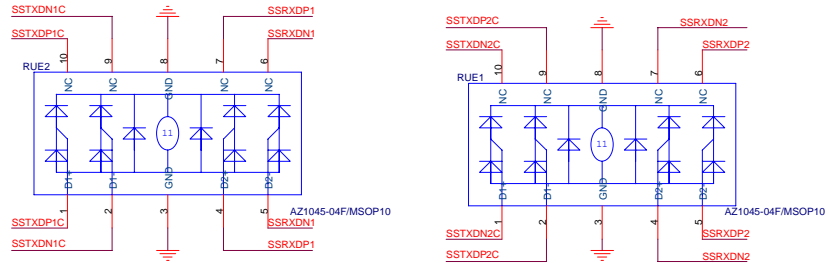 SSTXDN1C
SSRXDP1
SSTXDP1C
SSRXDN1
10
9
8
7
6
RUE2
NC
NC
GND
NC
NC
11
D1+
D1-
GND
D2+
D2-
AZ1045-04F/MSOP10
1
2
3
4
5
SSTXDP1C
SSRXDN1
SSTXDN1C
SSRXDP1
SSTXDP2C
SSRXDN2
SSTXDN2C
SSRXDP2
10
9
8
7
6
RUE1
NC
NC
GND
NC
NC
11
D1+
D1-
GND
D2+
D2-
AZ1045-04F/MSOP10
1
2
3
4
5
SSTXDN2C
SSRXDP2
SSTXDP2C
SSRXDN2